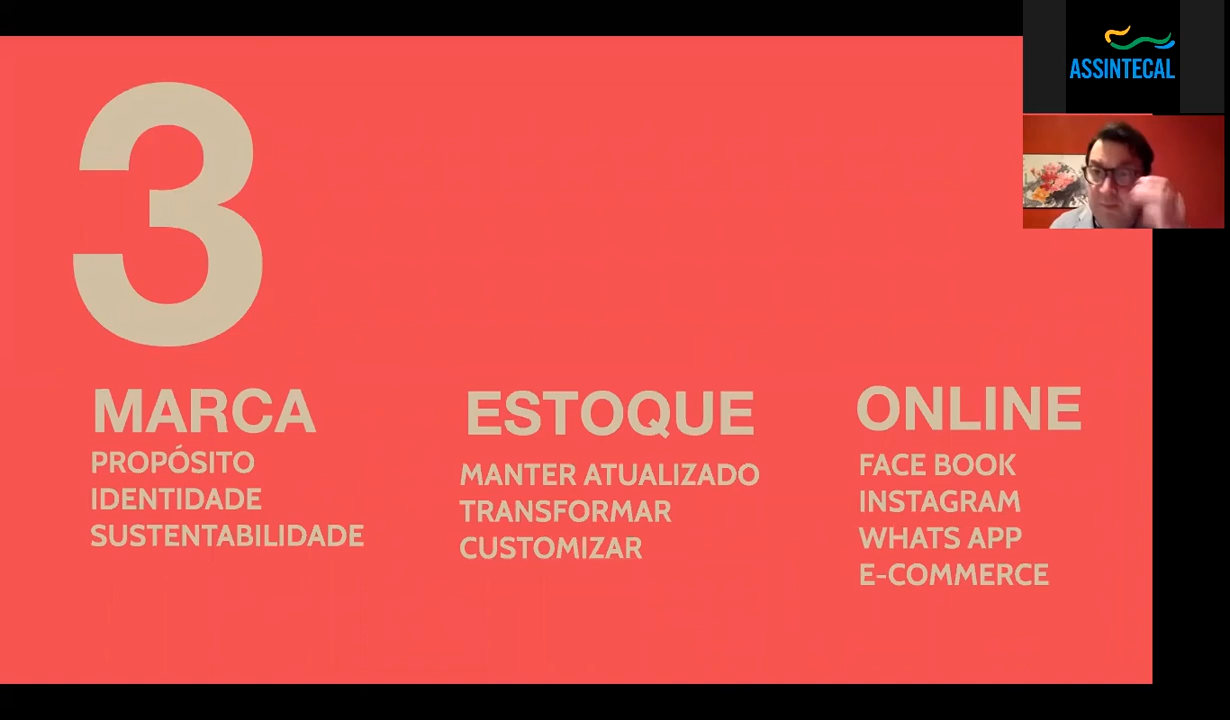 ASSINTECAL
3
MARCA
PROPÓSITO
IDENTIDADE
SUSTENTABILIDADE
ESTOQUE
MANTER ATUALIZADO
TRANSFORMAR
CUSTOMIZAR
ONLINE
FACE BOOK
INSTAGRAM
WHATS APP
E-COMMERCE